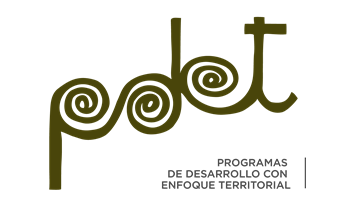 pdet
PROGRAMAS
DE DESARROLLO CON
ENFOQUE TERRITORIAL